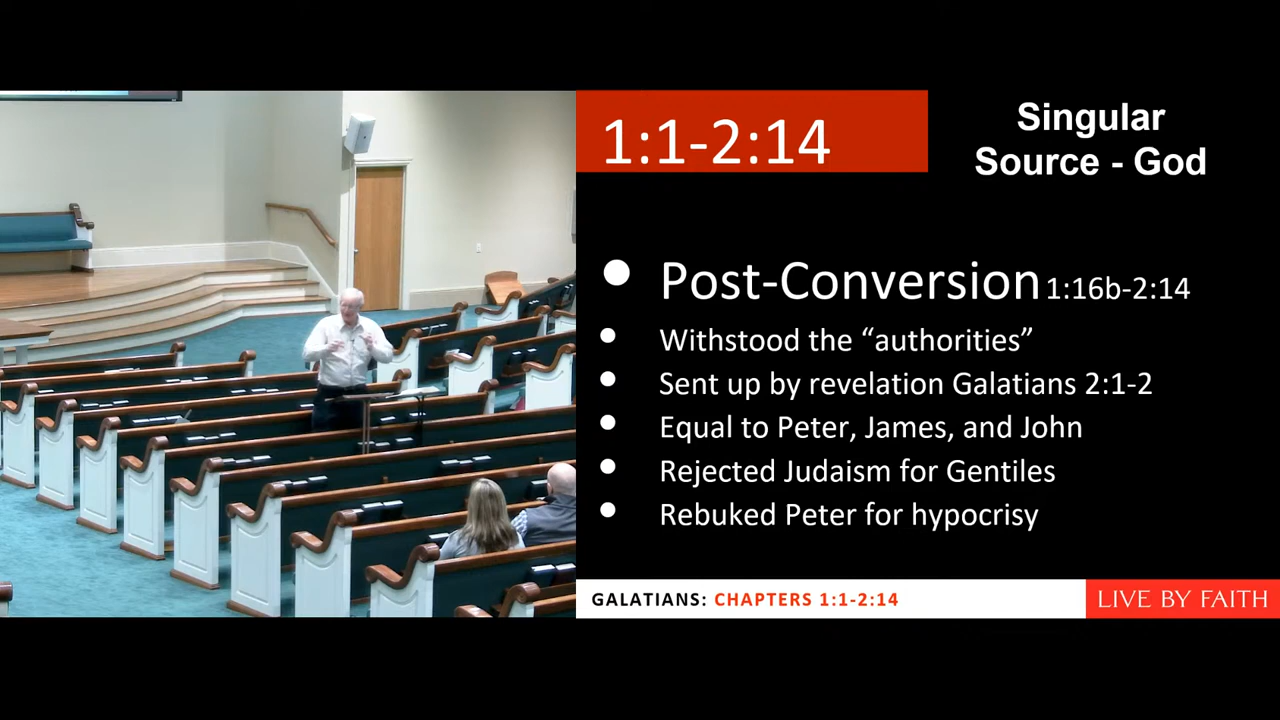 1:1-2:14
Singular
Source - God
● Post-Conversion 1:16b-2:14
● Withstood the “authorities”
● Sent up by revelation Galatians 2:1-2
● Equal to Peter, James, and John
● Rejected Judaism for Gentiles
● Rebuked Peter for hypocrisy
GALATIANS: CHAPTERS 1:1-2:14
LIVE BY FAITH